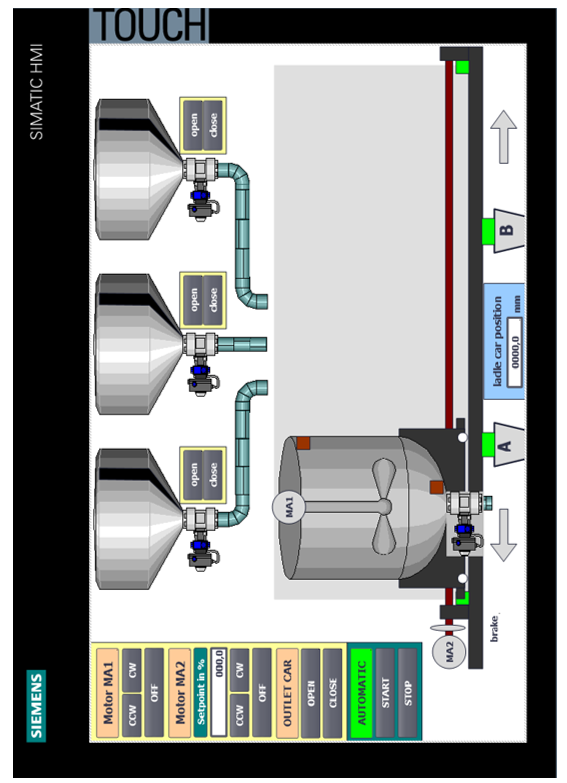 SIEMENS
SIMATIC HMI
TOUCH
Motor MA1
CCW
CW
OFF
Motor MA2
Setpoint in %
000,0
CCW
CW
OFF
OUTLET CAR
OPEN
CLOSE
AUTOMATIC
START
STOP
open
close
open
close
open
close
MA1
MA2
brake
A
B
ladle car position
0000,0 mm